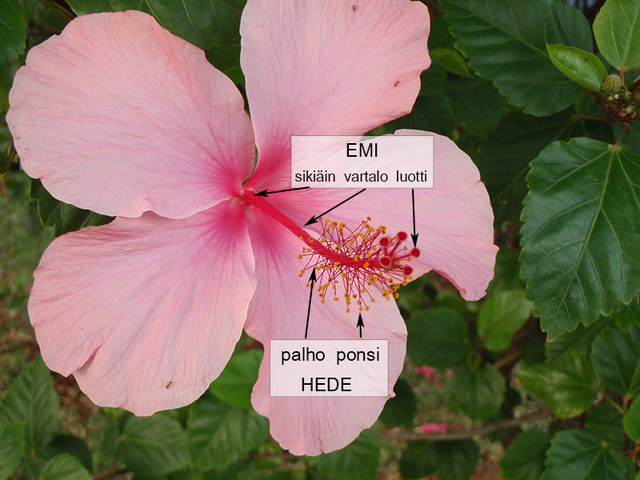 EMI
sikiäin vartalo luotti
palho ponsi
HEDE